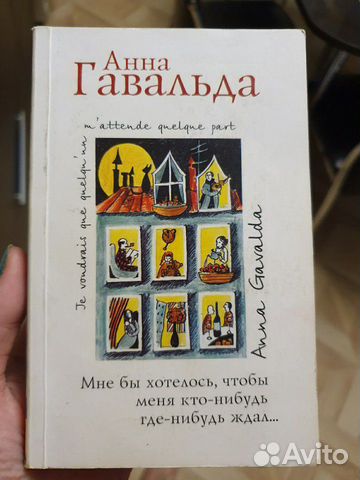 Анна
Гавальда
Je voudrais que quelqu'un
m'attende quelque part
Anna Gavalda
Мне бы хотелось, чтобы
меня кто-нибудь
где-нибудь ждал...
Avito